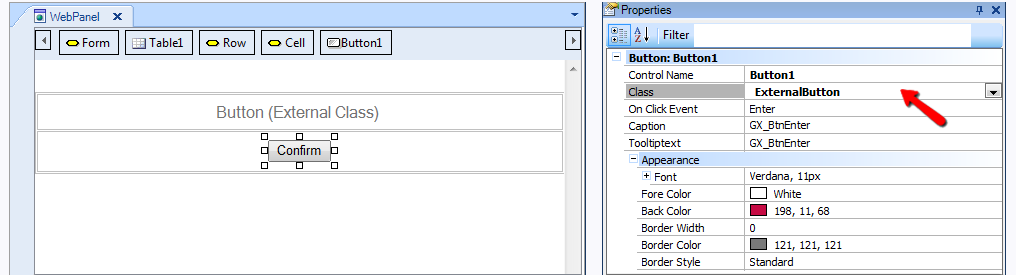 WebPanel X
Form Table1 Row Cell Button1
Button (External Class)
Confirm
Properties
Filter
Button: Button1
Control Name Button1
Class ExternalButton
On Click Event Enter
Caption GX_BtnEnter
Tooltiptext GX_BtnEnter
Appearance
Font Verdana, 11px
Fore Color White
Back Color 198, 11, 68
Border Width 0
Border Color 121, 121, 121
Border Style Standard